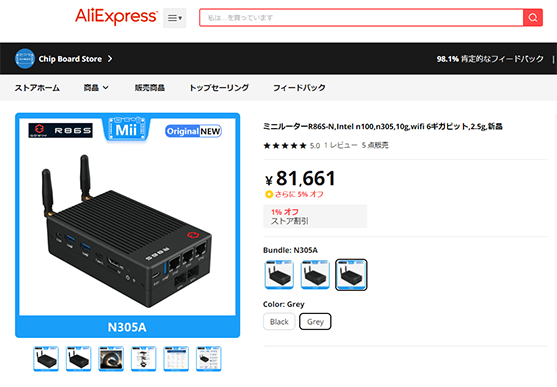 AliExpress
私は...を買っています
Chip Board Store
98.1% 肯定的なフィードバック
ストアホーム
商品
販売商品
トップセーリング
フィードバック
R86S
Mii
Original NEW
N305A
ミニルーターR86S-N,Intel n100,n305,10g,wifi 6ギガビット,2.5g,新品
5.0 1 レビュー 5 点販売
¥ 81,661
さらに 5% オフ
1% オフ
ストア割引
Bundle: N305A
Color: Grey
Black Grey